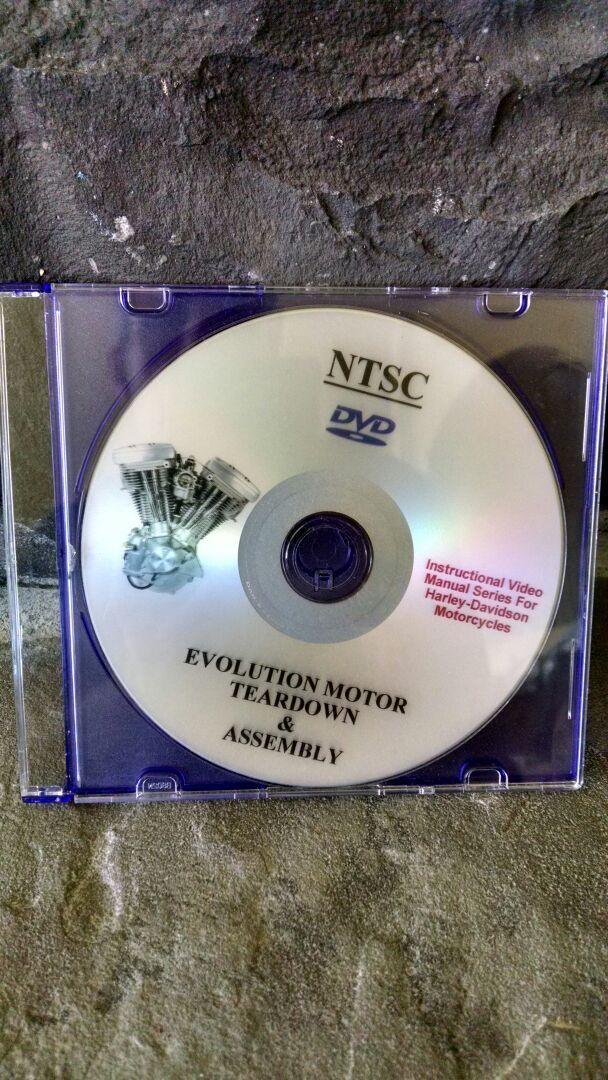 NTSC
DVD
Instructional Video
Manual Series For
Harley-Davidson
Motorcycles
EVOLUTION MOTOR
TEARDOWN
&
ASSEMBLY